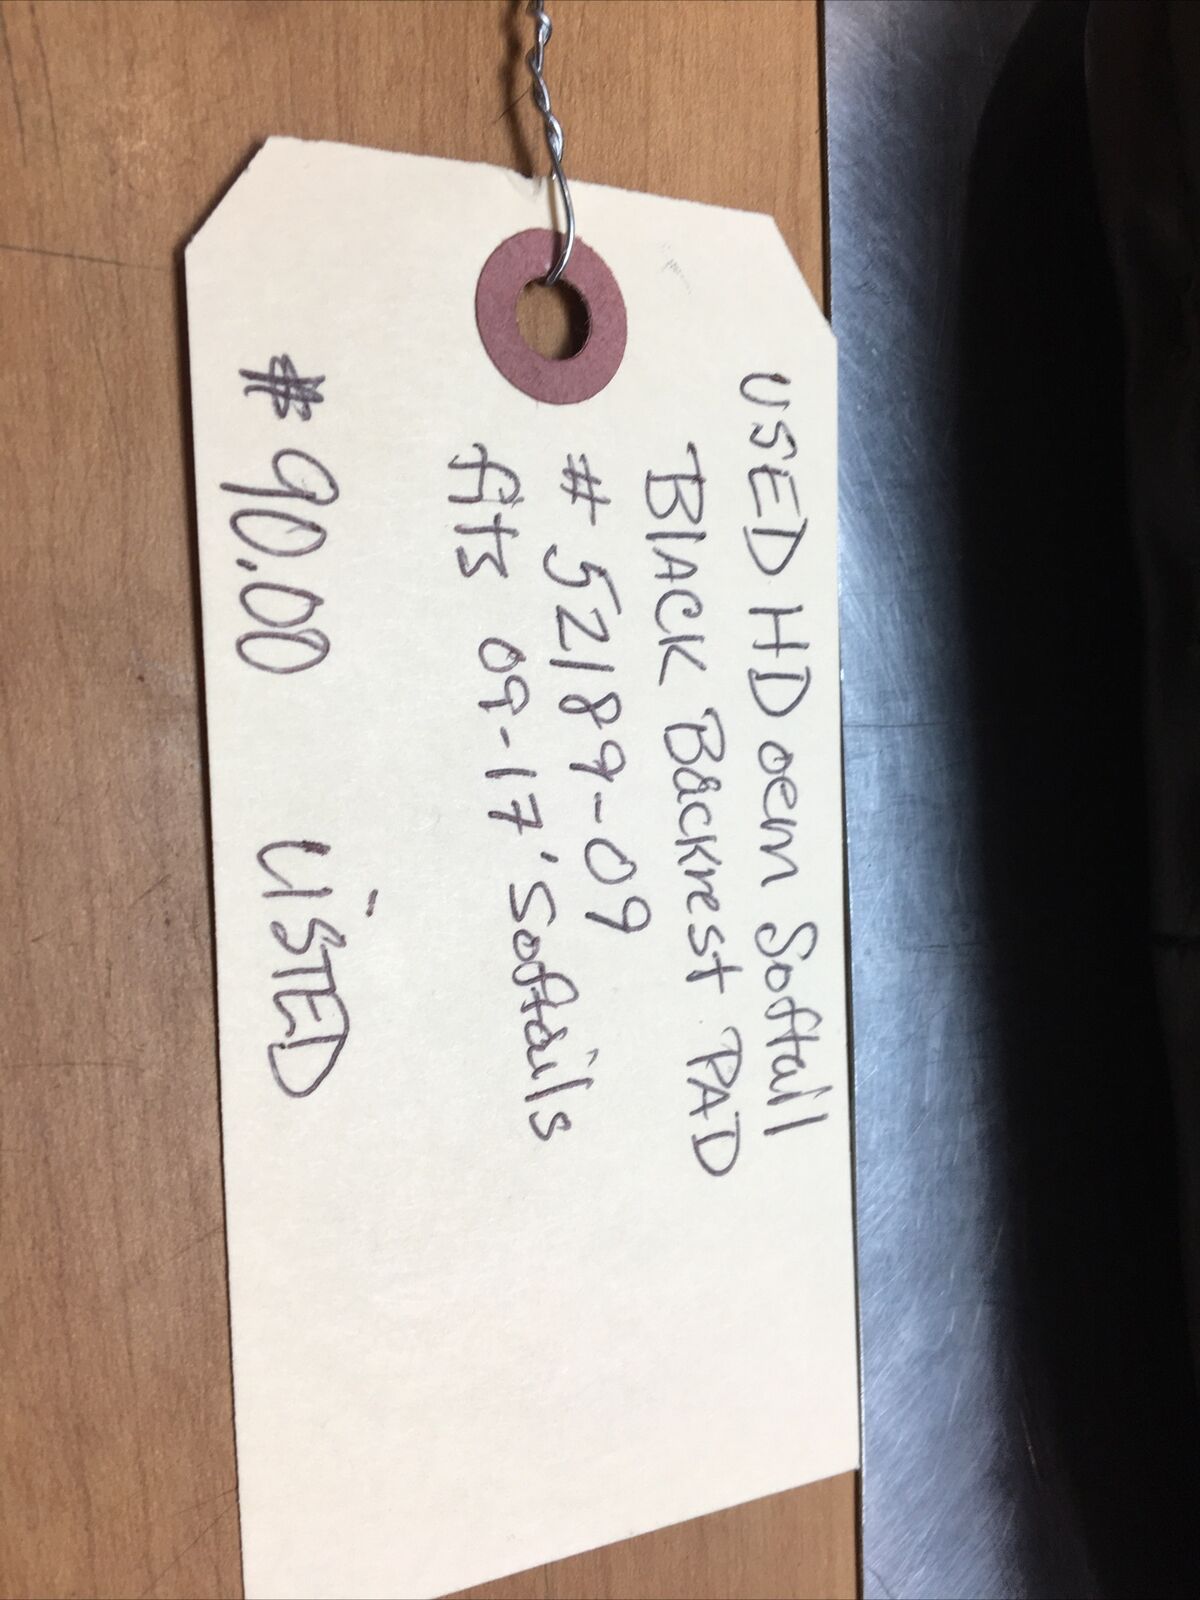 USED HD oem Softail
BlACK Backrest PAD
# 52189-09
fits 09-17' Softails
$ 90.00 LISTED